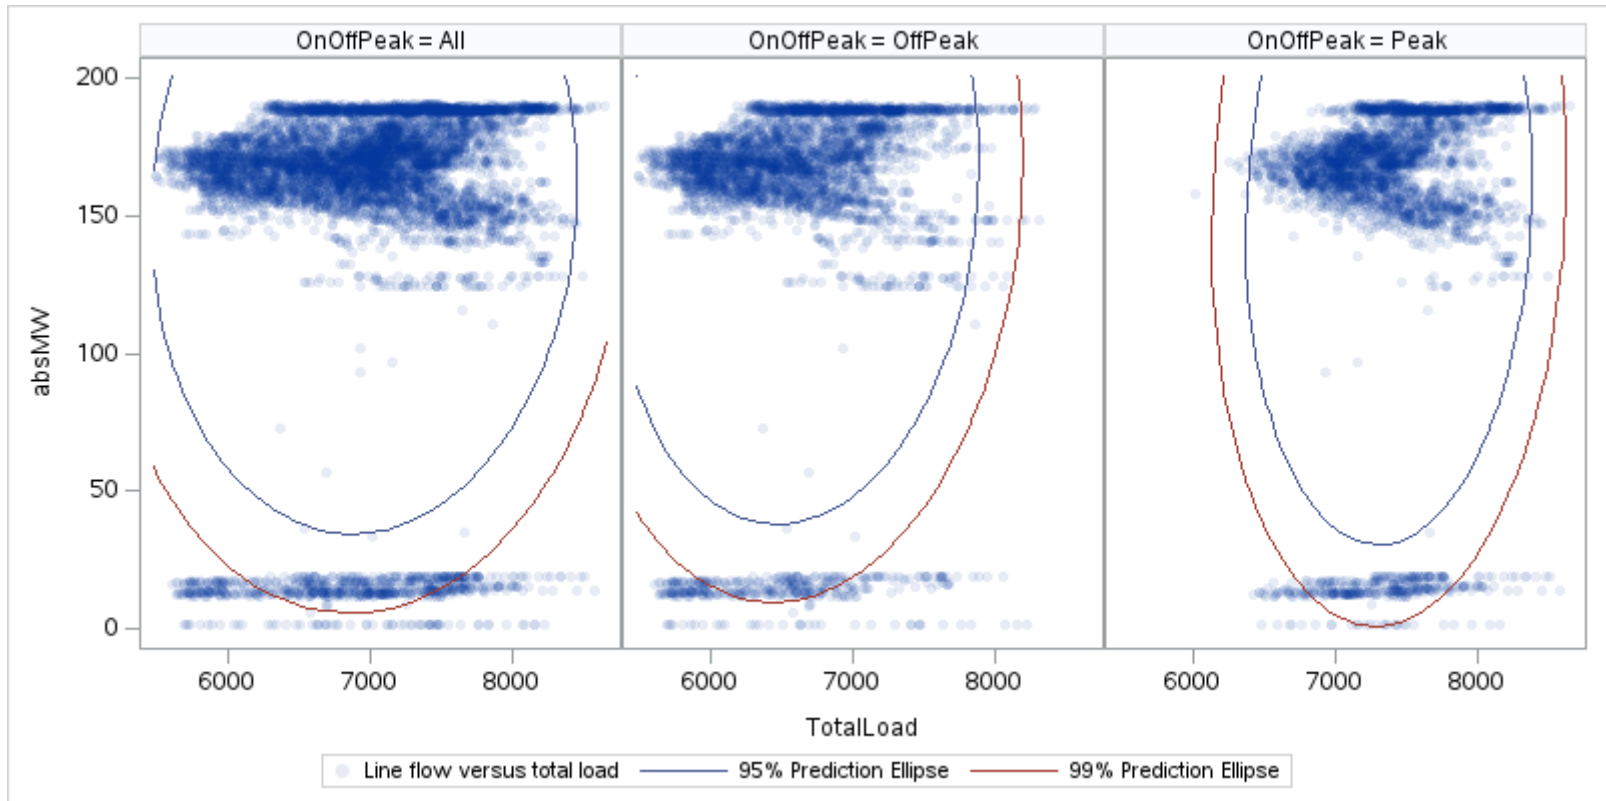 OnOffPeak = All OnOffPeak = OffPeak OnOffPeak = Peak
200
150
100
50
0
absMW
6000 7000 8000 6000 7000 8000 6000 7000 8000
TotalLoad
Line flow versus total load 95% Prediction Ellipse 99% Prediction Ellipse